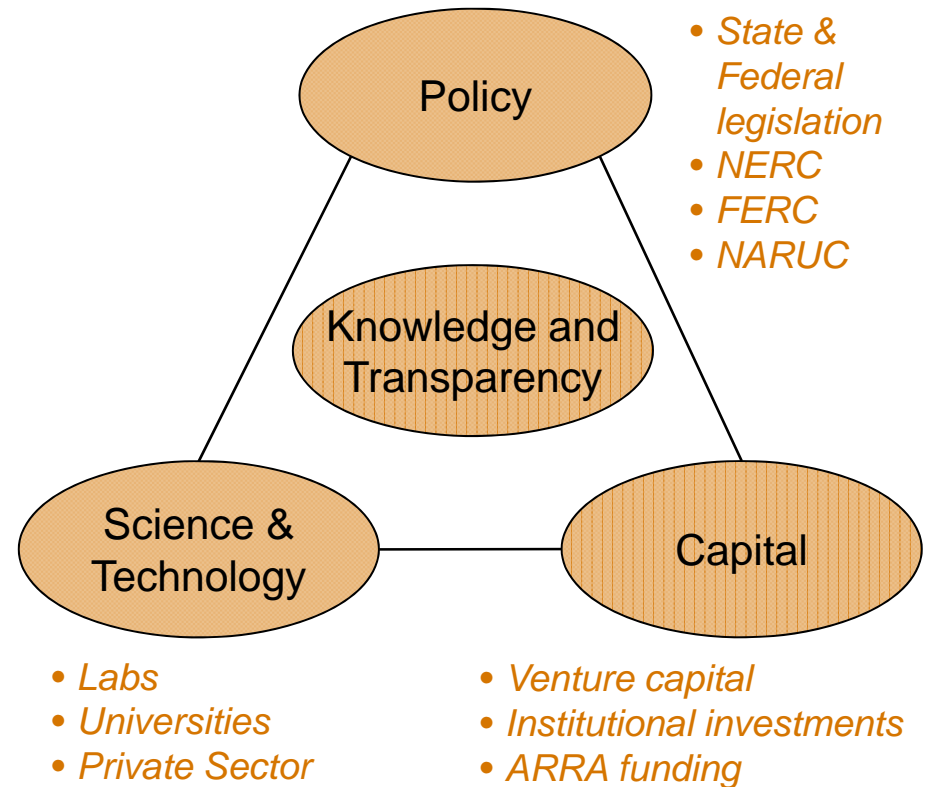 Policy
• State &
Federal
legislation
• NERC
• FERC
• NARUC
Knowledge and
Transparency
Science &
Technology
Capital
• Labs
• Universities
• Private Sector
• Venture capital
• Institutional investments
• ARRA funding